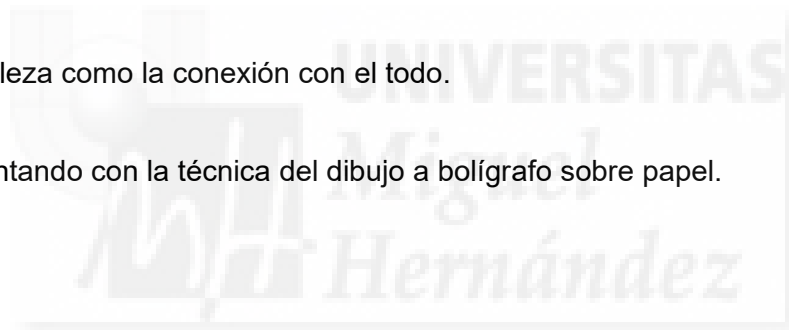 leza como la conexión con el todo.
ntando con la técnica del dibujo a bolígrafo sobre papel.
UNIVERSITAS
Miguel
Hernández